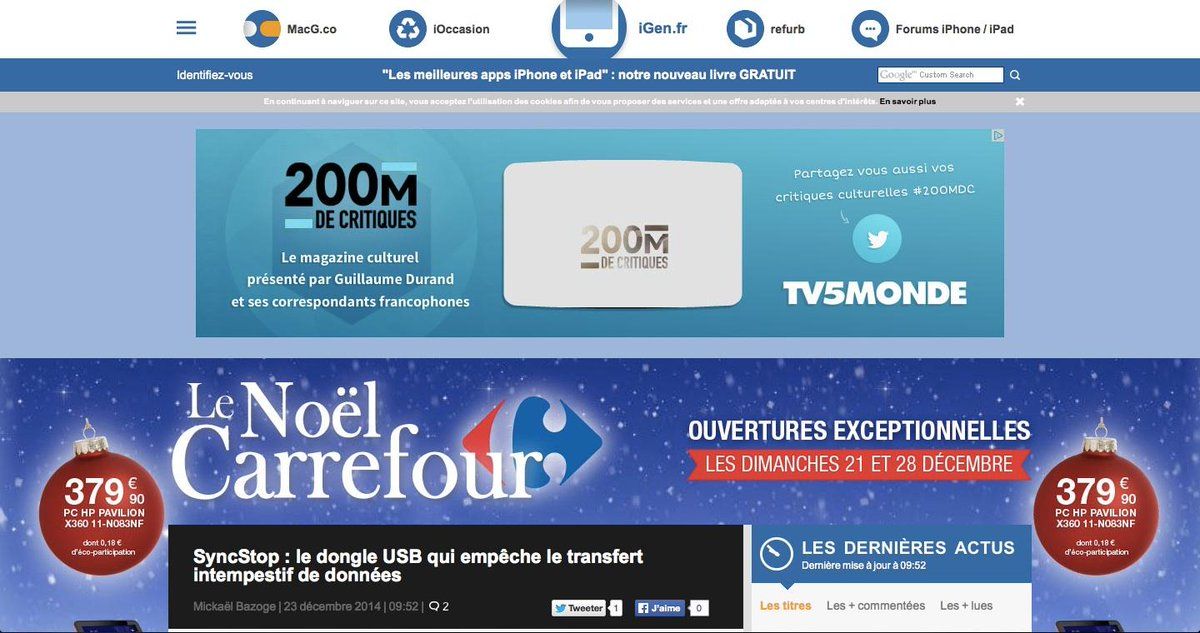 MacG.co
iOccasion
iGen.fr
refurb
Forums iPhone / iPad
Identifiez-vous
"Les meilleures apps iPhone et iPad" : notre nouveau livre GRATUIT
Google™ Custom Search
En continuant à naviguer sur ce site, vous acceptez l'utilisation des cookies afin de vous proposer des services et une offre adaptés à vos centres d'intérêts. En savoir plus
200M
DE CRITIQUES
Le magazine culturel
présenté par Guillaume Durand
et ses correspondants francophones
200M
DE CRITIQUES
Partagez vous aussi vos
critiques culturelles #200MDC
TV5MONDE
Le Noël
Carrefour
OUVERTURES EXCEPTIONNELLES
LES DIMANCHES 21 ET 28 DÉCEMBRE
379€90
PC HP PAVILION
X360 11-N083NF
dont 0,18 €
d'éco-participation
379€90
PC HP PAVILION
X360 11-N083NF
dont 0,18 €
d'éco-participation
SyncStop : le dongle USB qui empêche le transfert
intempestif de données
Mickaël Bazoge | 23 décembre 2014 | 09:52 | 2
Tweeter 1
J'aime 0
LES DERNIÈRES ACTUS
Dernière mise à jour à 09:52
Les titres
Les + commentées
Les + lues